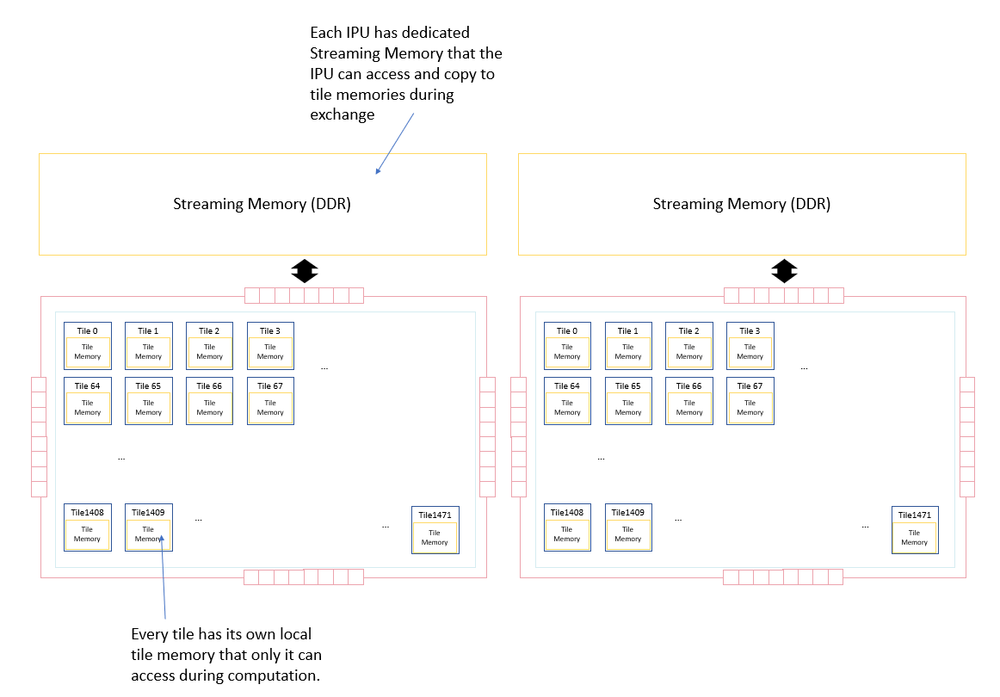 Each IPU has dedicated
Streaming Memory that the
IPU can access and copy to
tile memories during
exchange
Streaming Memory (DDR)
Streaming Memory (DDR)
Tile 0
Tile
Memory
Tile 1
Tile
Memory
Tile 2
Tile
Memory
Tile 3
Tile
Memory
...
Tile 64
Tile
Memory
Tile 65
Tile
Memory
Tile 66
Tile
Memory
Tile 67
Tile
Memory
...
Tile1408
Tile
Memory
Tile1409
Tile
Memory
...
...
Tile1471
Tile
Memory
Tile 0
Tile
Memory
Tile 1
Tile
Memory
Tile 2
Tile
Memory
Tile 3
Tile
Memory
...
Tile 64
Tile
Memory
Tile 65
Tile
Memory
Tile 66
Tile
Memory
Tile 67
Tile
Memory
...
Tile1408
Tile
Memory
Tile1409
Tile
Memory
...
...
Tile1471
Tile
Memory
Every tile has its own local
tile memory that only it can
access during computation.